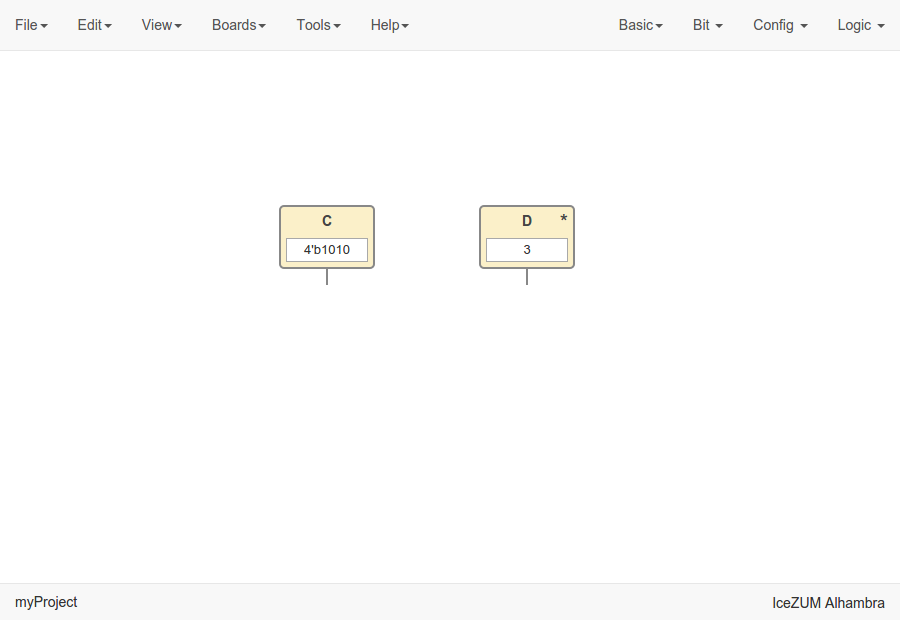 File Edit View Boards Tools Help Basic Bit Config Logic
C D *
4'b1010 3
myProject IceZUM Alhambra